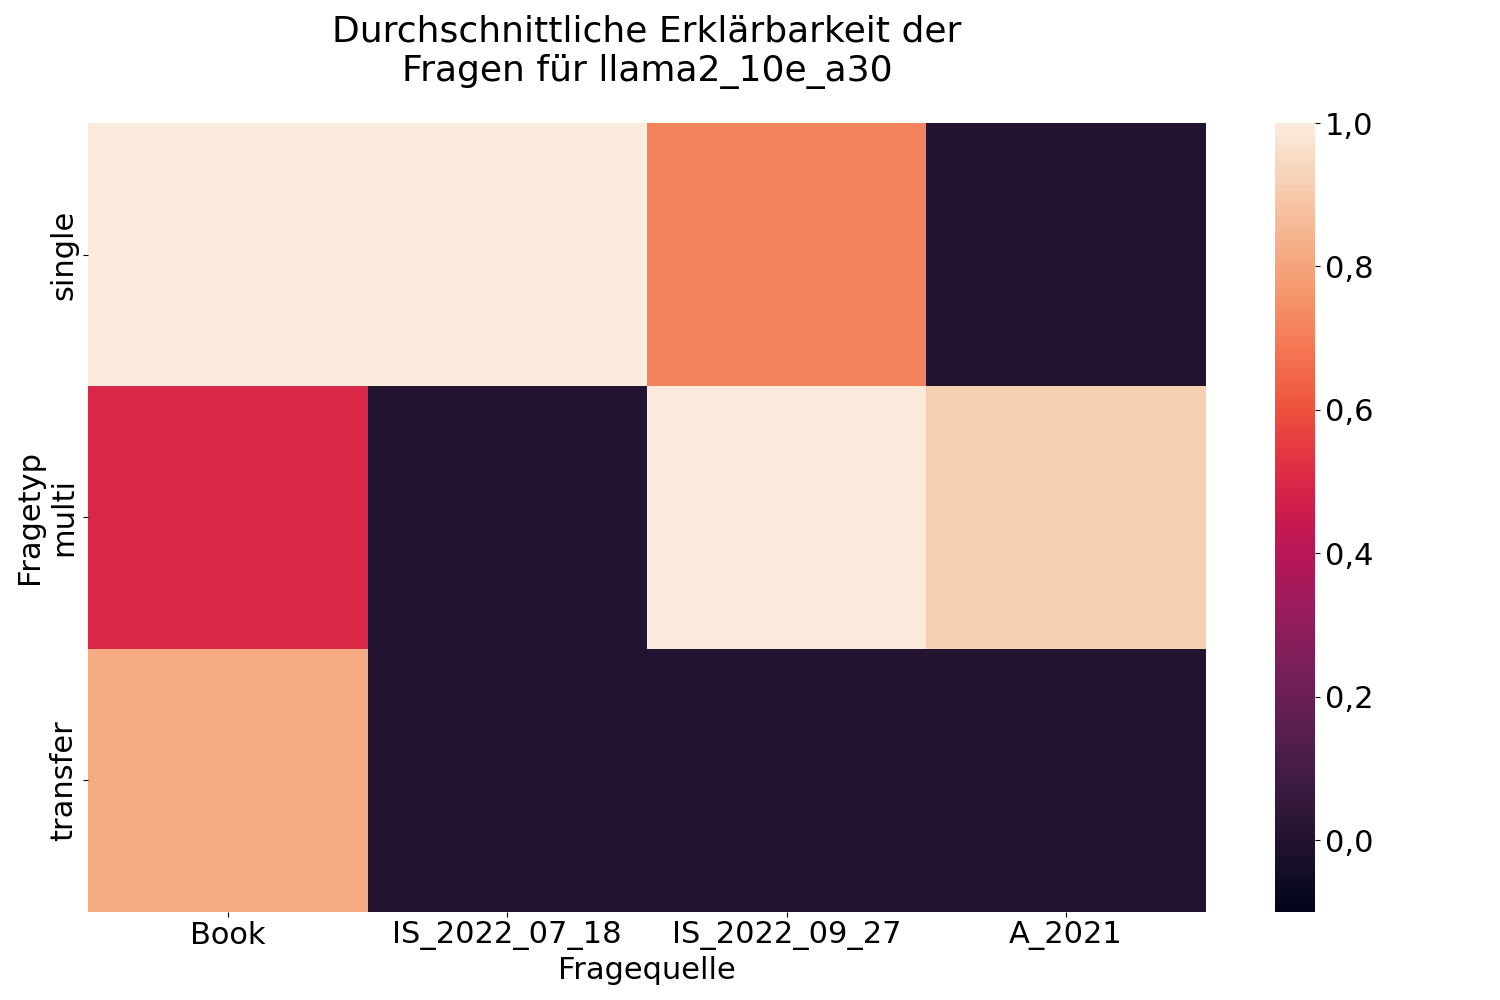 Durchschnittliche Erklärbarkeit der
Fragen für llama2_10e_a30
Fragetyp
single
multi
transfer
Book
IS_2022_07_18
IS_2022_09_27
A_2021
Fragequelle
1,0
0,8
0,6
0,4
0,2
0,0